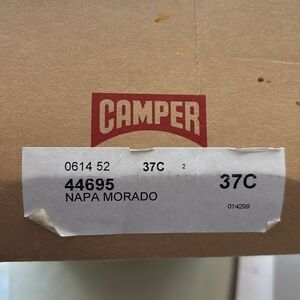 CAMPER
0614 52 37C 2
44695 37C
NAPA MORADO 014299